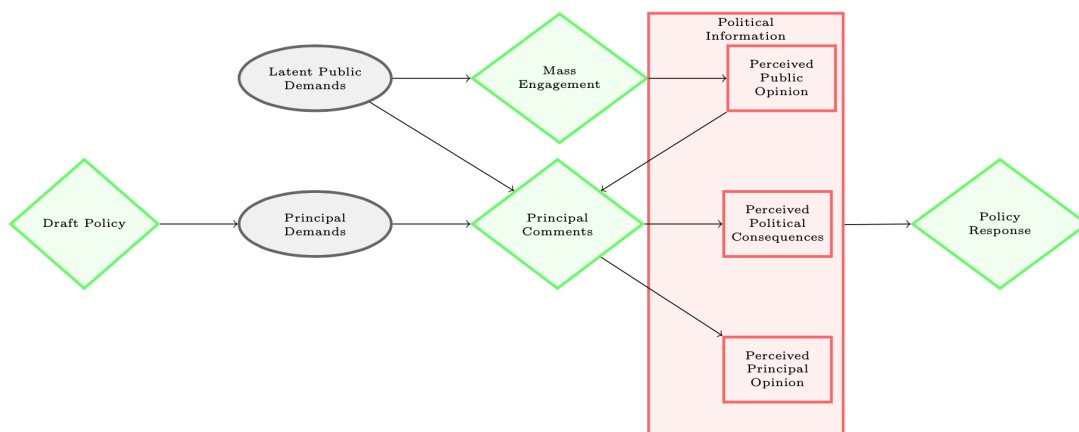 Political
Information
Latent Public
Demands
Mass
Engagement
Perceived
Public
Opinion
Draft Policy
Principal
Demands
Principal
Comments
Perceived
Political
Consequences
Policy
Response
Perceived
Principal
Opinion